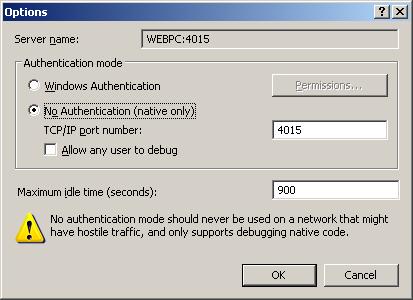 Options
Server name: WEBPC:4015
Authentication mode
Windows Authentication Permissions...
No Authentication (native only)
TCP/IP port number: 4015
Allow any user to debug
Maximum idle time (seconds): 900
No authentication mode should never be used on a network that might
have hostile traffic, and only supports debugging native code.
OK Cancel